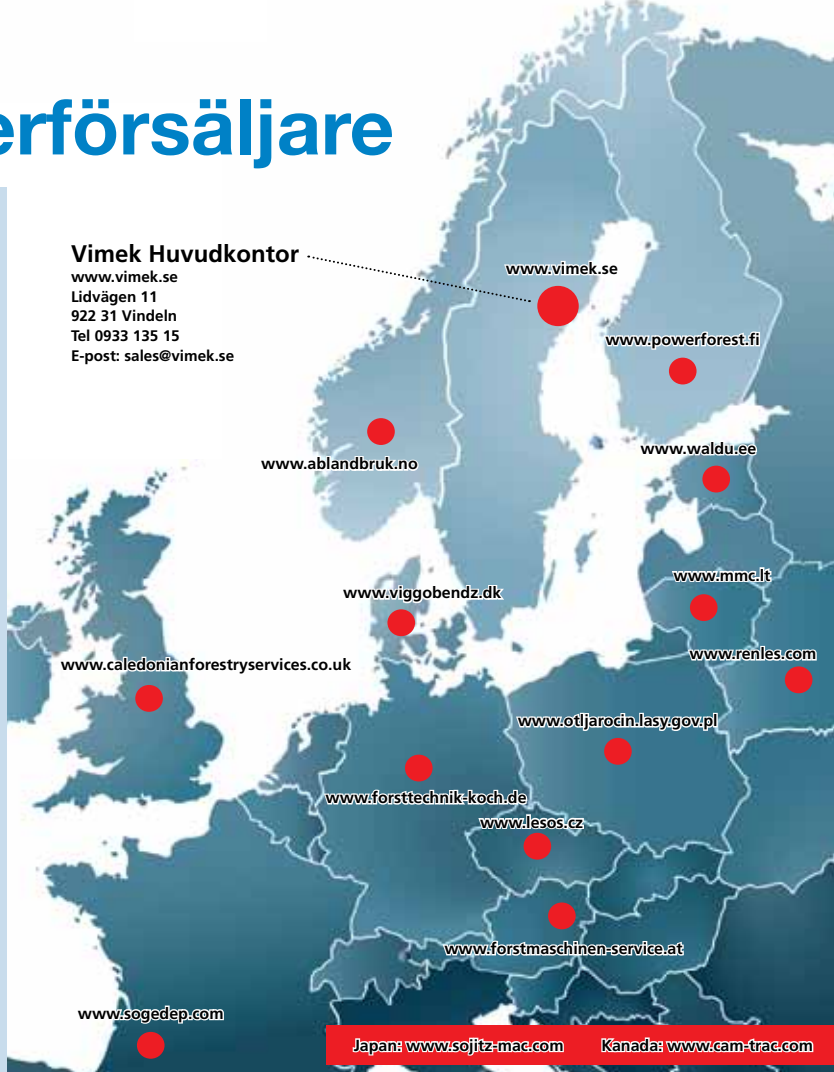 erförsäljare
Vimek Huvudkontor
www.vimek.se
Lidvägen 11
922 31 Vindeln
Tel 0933 135 15
E-post: sales@vimek.se
www.vimek.se
www.powerforest.fi
www.ablandbruk.no
www.waldu.ee
www.mmc.lt
www.viggobendz.dk
www.renles.com
www.caledonianforestryservices.co.uk
www.otljarocin.lasy.gov.pl
www.forsttechnik-koch.de
www.lesos.cz
www.forstmaschinen-service.at
www.sogedep.com
Japan: www.sojitz-mac.com Kanada: www.cam-trac.com